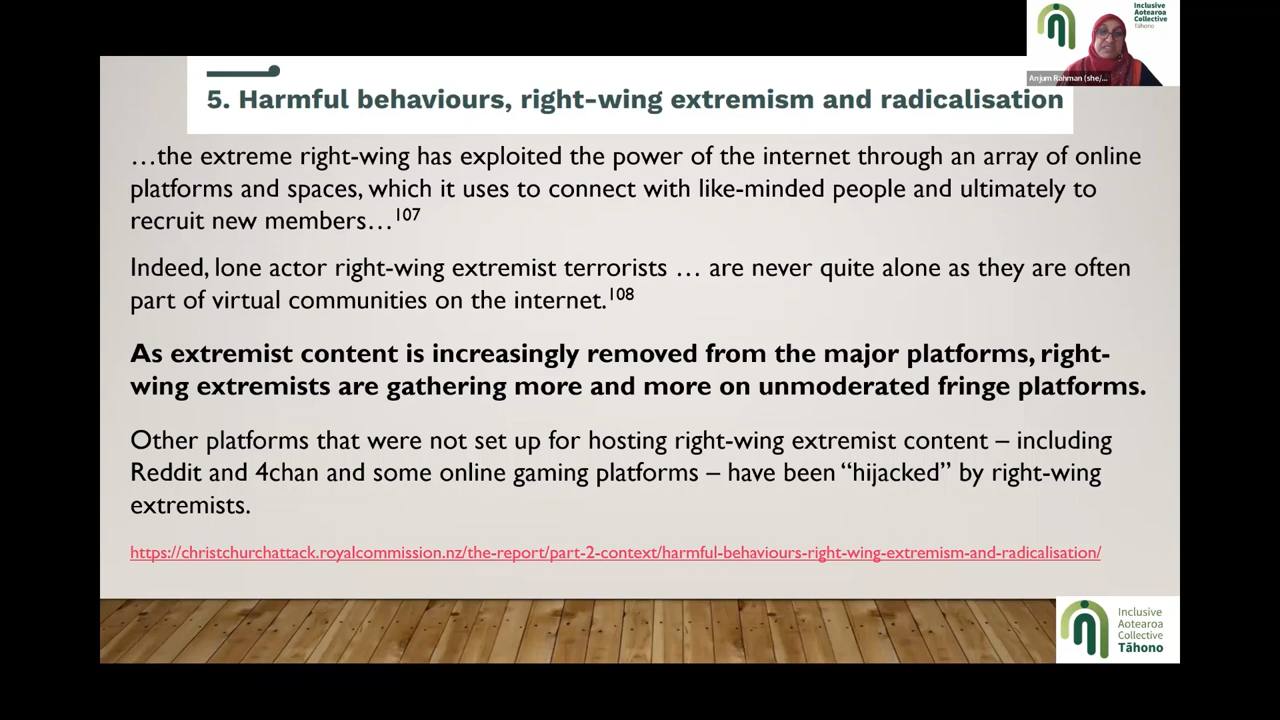 Inclusive
Aotearoa
Collective
Tāhono
Anjum Rahman (she/...
5. Harmful behaviours, right-wing extremism and radicalisation
…the extreme right-wing has exploited the power of the internet through an array of online
platforms and spaces, which it uses to connect with like-minded people and ultimately to
recruit new members…107
Indeed, lone actor right-wing extremist terrorists … are never quite alone as they are often
part of virtual communities on the internet.108
As extremist content is increasingly removed from the major platforms, right-
wing extremists are gathering more and more on unmoderated fringe platforms.
Other platforms that were not set up for hosting right-wing extremist content – including
Reddit and 4chan and some online gaming platforms – have been “hijacked” by right-wing
extremists.
https://christchurchattack.royalcommission.nz/the-report/part-2-context/harmful-behaviours-right-wing-extremism-and-radicalisation/
Inclusive
Aotearoa
Collective
Tāhono